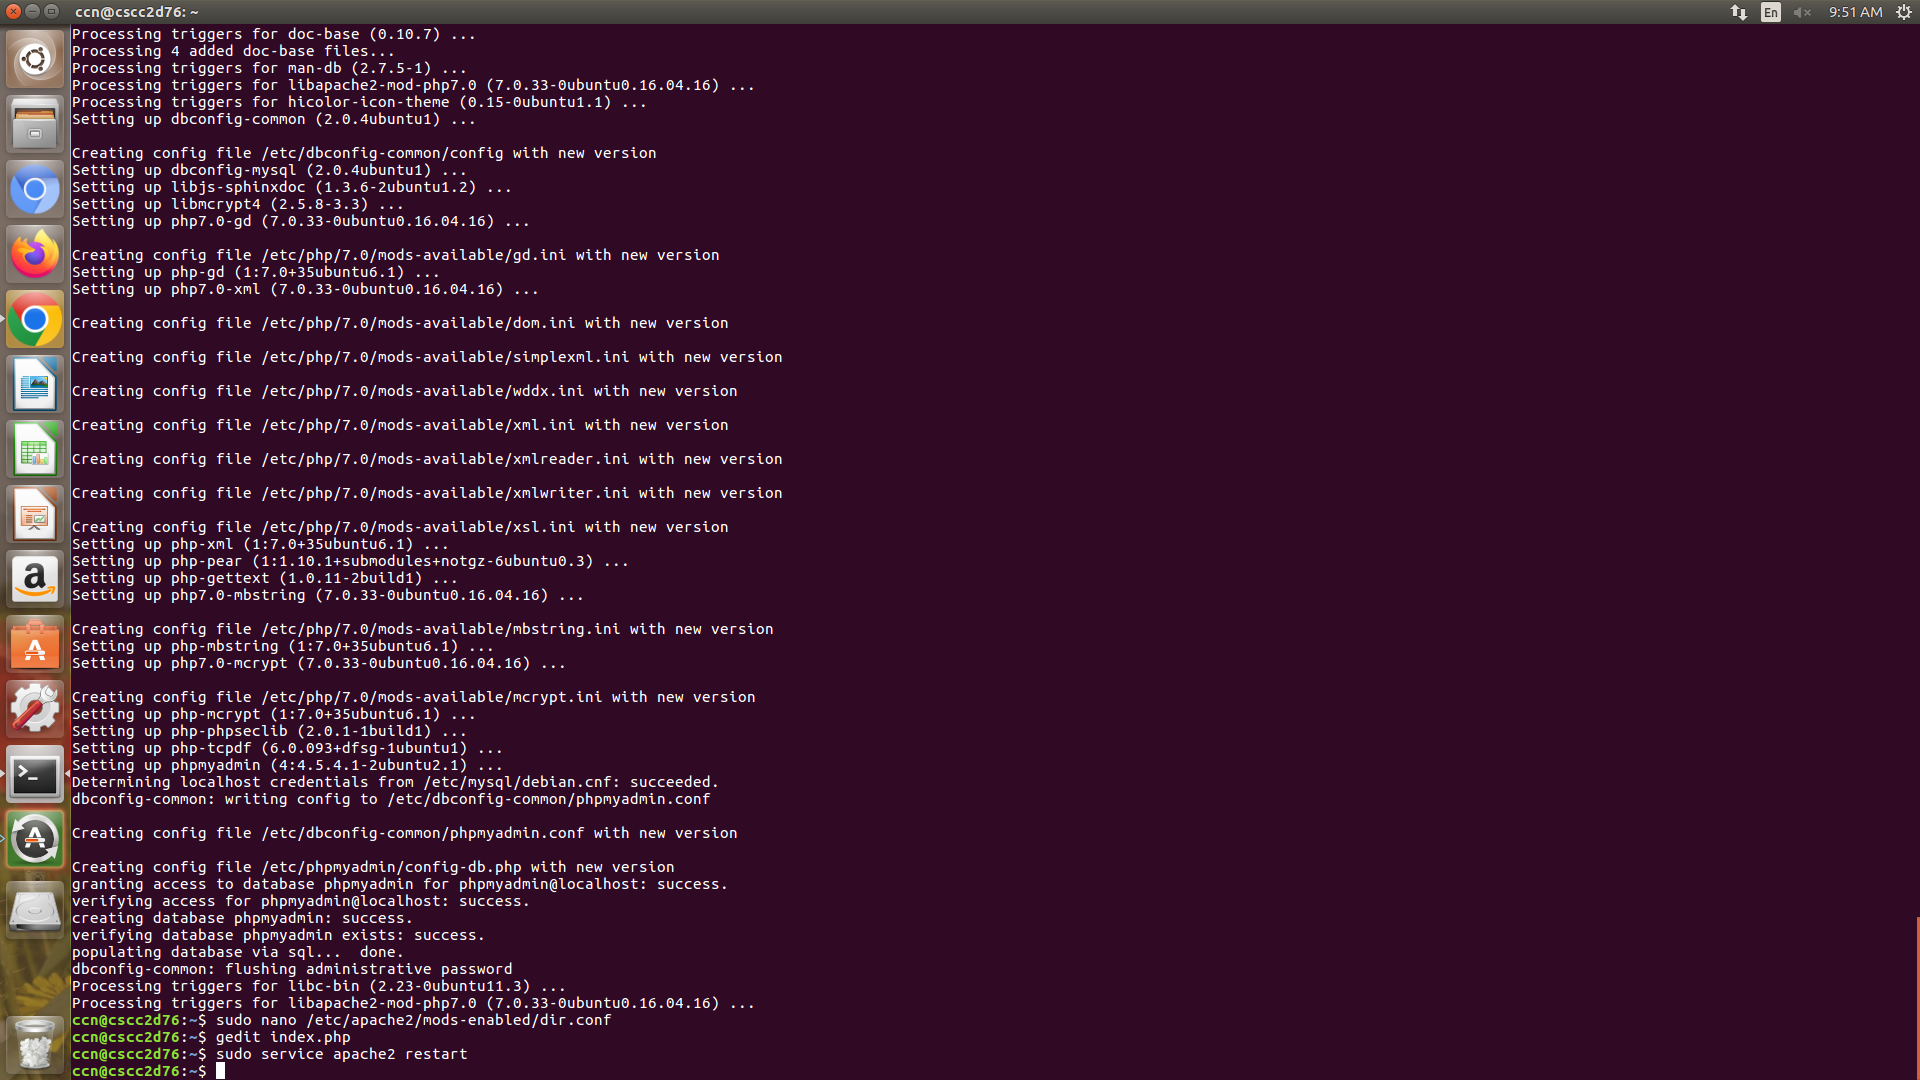 ccn@cscc2d76: ~
En
9:51 AM
Processing triggers for doc-base (0.10.7) ...
Processing 4 added doc-base files...
Processing triggers for man-db (2.7.5-1) ...
Processing triggers for libapache2-mod-php7.0 (7.0.33-0ubuntu0.16.04.16) ...
Processing triggers for hicolor-icon-theme (0.15-0ubuntu1.1) ...
Setting up dbconfig-common (2.0.4ubuntu1) ...
Creating config file /etc/dbconfig-common/config with new version
Setting up dbconfig-mysql (2.0.4ubuntu1) ...
Setting up libjs-sphinxdoc (1.3.6-2ubuntu1.2) ...
Setting up libmcrypt4 (2.5.8-3.3) ...
Setting up php7.0-gd (7.0.33-0ubuntu0.16.04.16) ...
Creating config file /etc/php/7.0/mods-available/gd.ini with new version
Setting up php-gd (1:7.0+35ubuntu6.1) ...
Setting up php7.0-xml (7.0.33-0ubuntu0.16.04.16) ...
Creating config file /etc/php/7.0/mods-available/dom.ini with new version
Creating config file /etc/php/7.0/mods-available/simplexml.ini with new version
Creating config file /etc/php/7.0/mods-available/wddx.ini with new version
Creating config file /etc/php/7.0/mods-available/xml.ini with new version
Creating config file /etc/php/7.0/mods-available/xmlreader.ini with new version
Creating config file /etc/php/7.0/mods-available/xmlwriter.ini with new version
Creating config file /etc/php/7.0/mods-available/xsl.ini with new version
Setting up php-xml (1:7.0+35ubuntu6.1) ...
Setting up php-pear (1:1.10.1+submodules+notgz-6ubuntu0.3) ...
Setting up php-gettext (1.0.11-2build1) ...
Setting up php7.0-mbstring (7.0.33-0ubuntu0.16.04.16) ...
Creating config file /etc/php/7.0/mods-available/mbstring.ini with new version
Setting up php-mbstring (1:7.0+35ubuntu6.1) ...
Setting up php7.0-mcrypt (7.0.33-0ubuntu0.16.04.16) ...
Creating config file /etc/php/7.0/mods-available/mcrypt.ini with new version
Setting up php-mcrypt (1:7.0+35ubuntu6.1) ...
Setting up php-phpseclib (2.0.1-1build1) ...
Setting up php-tcpdf (6.0.093+dfsg-1ubuntu1) ...
Setting up phpmyadmin (4:4.5.4.1-2ubuntu2.1) ...
Determining localhost credentials from /etc/mysql/debian.cnf: succeeded.
dbconfig-common: writing config to /etc/dbconfig-common/phpmyadmin.conf
Creating config file /etc/dbconfig-common/phpmyadmin.conf with new version
Creating config file /etc/phpmyadmin/config-db.php with new version
granting access to database phpmyadmin for phpmyadmin@localhost: success.
verifying access for phpmyadmin@localhost: success.
creating database phpmyadmin: success.
verifying database phpmyadmin exists: success.
populating database via sql...  done.
dbconfig-common: flushing administrative password
Processing triggers for libc-bin (2.23-0ubuntu11.3) ...
Processing triggers for libapache2-mod-php7.0 (7.0.33-0ubuntu0.16.04.16) ...
ccn@cscc2d76:~$ sudo nano /etc/apache2/mods-enabled/dir.conf
ccn@cscc2d76:~$ gedit index.php
ccn@cscc2d76:~$ sudo service apache2 restart
ccn@cscc2d76:~$